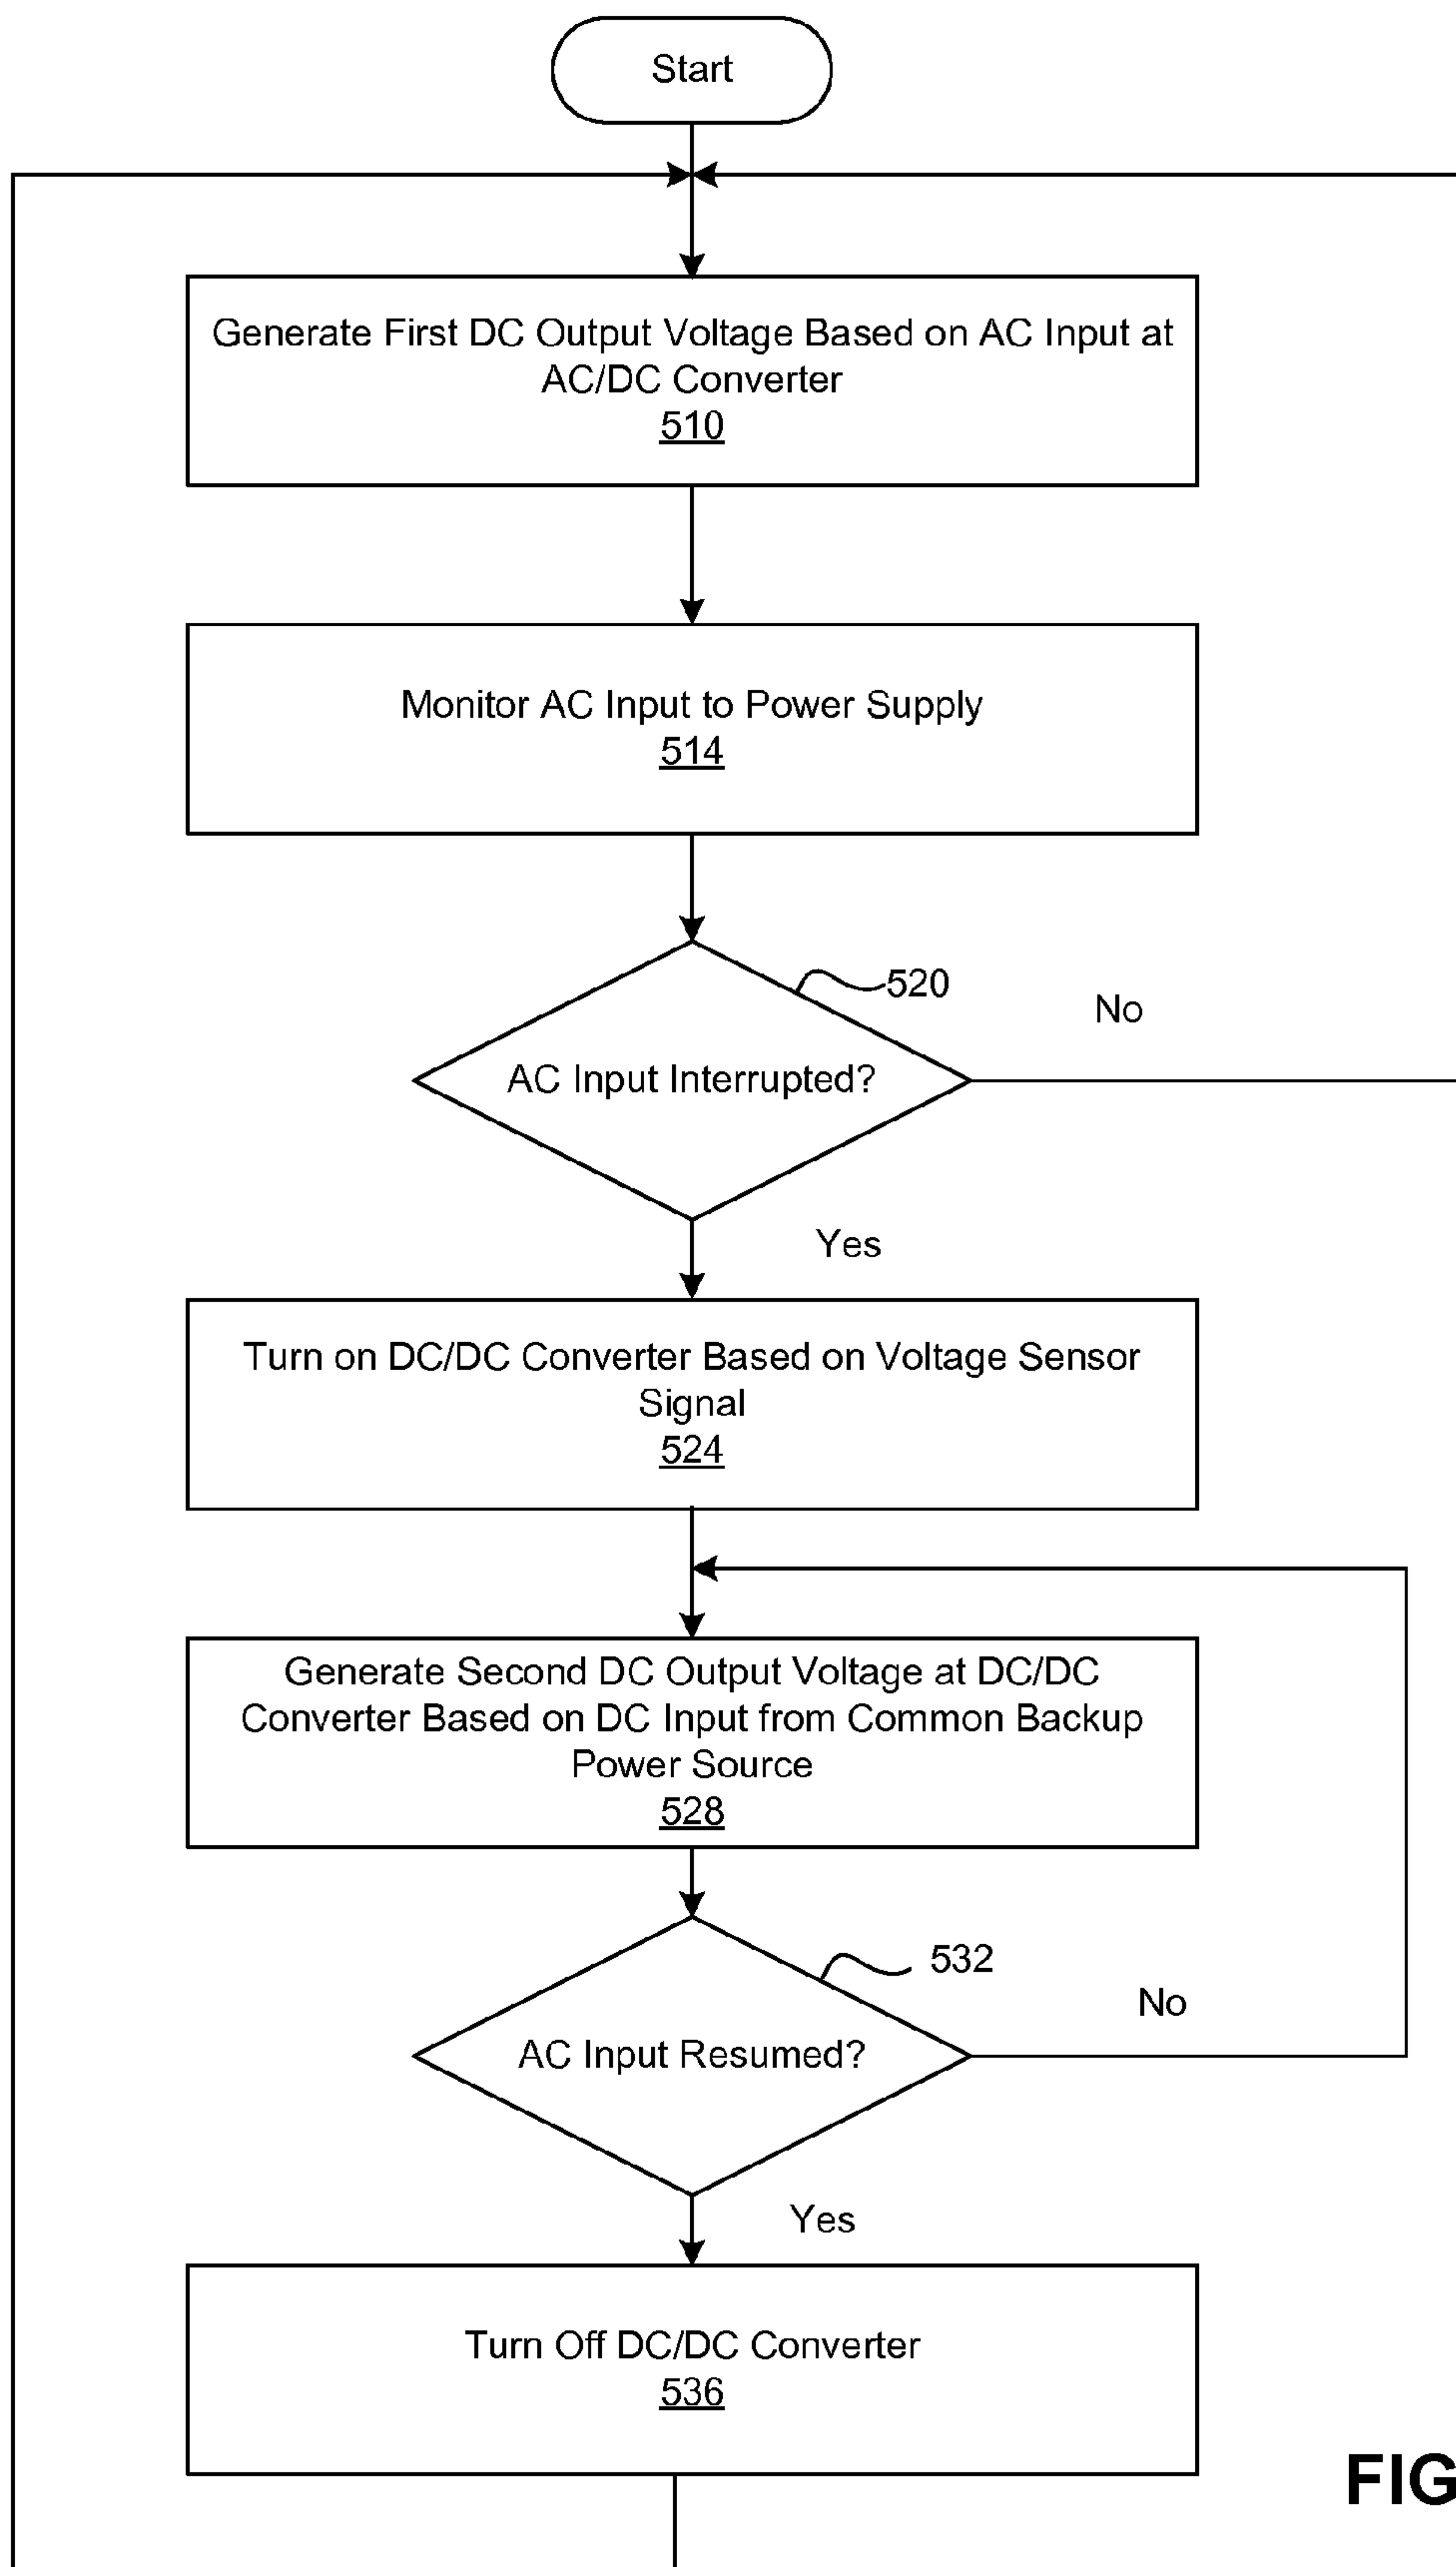 Start
Generate First DC Output Voltage Based on AC Input at
AC/DC Converter
510
Monitor AC Input to Power Supply
514
520
No
AC Input Interrupted?
Yes
Turn on DC/DC Converter Based on Voltage Sensor
Signal
524
Generate Second DC Output Voltage at DC/DC
Converter Based on DC Input from Common Backup
Power Source
528
532
No
AC Input Resumed?
Yes
Turn Off DC/DC Converter
536
FIG